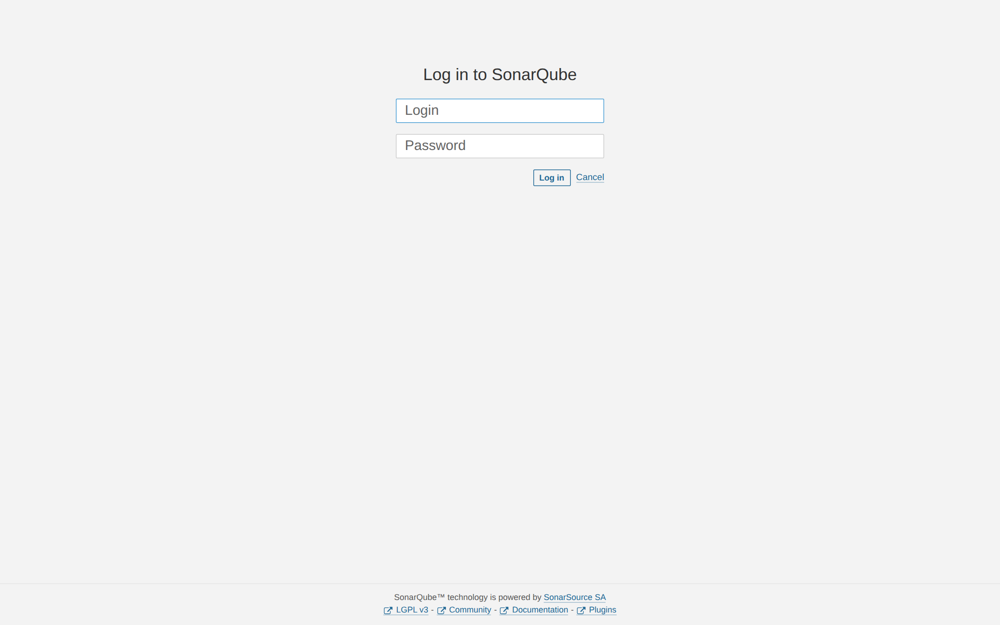 Log in to SonarQube
Login
Password
Log in Cancel
SonarQube™ technology is powered by SonarSource SA
LGPL v3 - Community - Documentation - Plugins